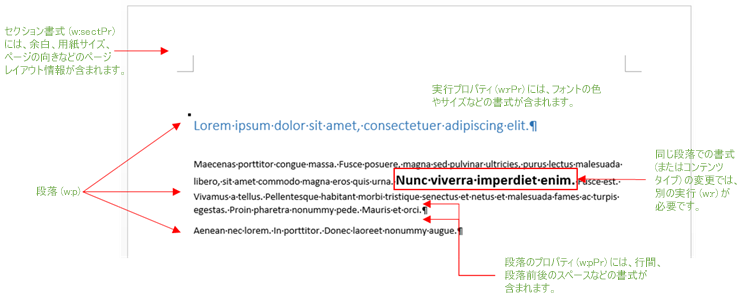 セクション書式 (w:sectPr)
には、余白、用紙サイズ、
ページの向きなどのページ
レイアウト情報が含まれます。
実行プロパティ (w:rPr) には、フォントの色
やサイズなどの書式が含まれます。
Lorem·ipsum·dolor·sit·amet,·consectetuer·adipiscing·elit.¶
Maecenas·porttitor·congue·massa.·Fusce·posuere,·magna·sed·pulvinar·ultricies,·purus·lectus·malesuada·
libero,·sit·amet·commodo·magna·eros·quis·urna.·Nunc·viverra·imperdiet·enim.·Fusce·est.·
Vivamus·a·tellus.·Pellentesque·habitant·morbi·tristique·senectus·et·netus·et·malesuada·fames·ac·turpis·
egestas.·Proin·pharetra·nonummy·pede.·Mauris·et·orci.¶
Aenean·nec·lorem.·In·porttitor.·Donec·laoreet·nonummy·augue.¶
段落 (w:p)
同じ段落での書式
(またはコンテンツ
タイプ) の変更では、
別の実行 (w:r) が
必要です。
段落のプロパティ (w:pPr) には、行間、
段落前後のスペースなどの書式が
含まれます。